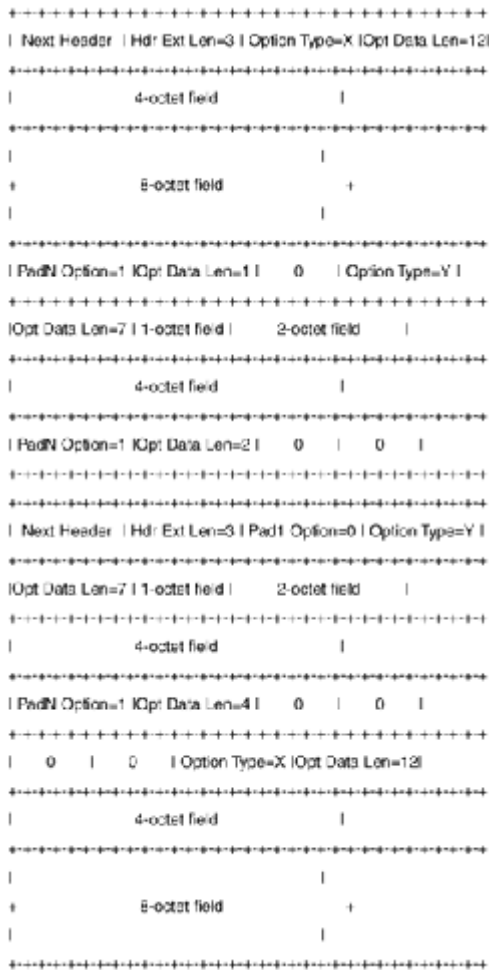 +-+-+-+-+-+-+-+-+-+-+-+-+-+-+-+-+-+-+-+-+-+-+-+-+-+-+-+-+-+-+-+-+
| Next Header | Hdr Ext Len=3 | Option Type=X |Opt Data Len=12|
+-+-+-+-+-+-+-+-+-+-+-+-+-+-+-+-+-+-+-+-+-+-+-+-+-+-+-+-+-+-+-+-+
| 4-octet field |
+-+-+-+-+-+-+-+-+-+-+-+-+-+-+-+-+-+-+-+-+-+-+-+-+-+-+-+-+-+-+-+-+
| |
+ 8-octet field +
| |
+-+-+-+-+-+-+-+-+-+-+-+-+-+-+-+-+-+-+-+-+-+-+-+-+-+-+-+-+-+-+-+-+
| PadN Option=1 |Opt Data Len=1 | 0 | Option Type=Y |
+-+-+-+-+-+-+-+-+-+-+-+-+-+-+-+-+-+-+-+-+-+-+-+-+-+-+-+-+-+-+-+-+
|Opt Data Len=7 | 1-octet field | 2-octet field |
+-+-+-+-+-+-+-+-+-+-+-+-+-+-+-+-+-+-+-+-+-+-+-+-+-+-+-+-+-+-+-+-+
| 4-octet field |
+-+-+-+-+-+-+-+-+-+-+-+-+-+-+-+-+-+-+-+-+-+-+-+-+-+-+-+-+-+-+-+-+
| PadN Option=1 |Opt Data Len=2 | 0 | 0 |
+-+-+-+-+-+-+-+-+-+-+-+-+-+-+-+-+-+-+-+-+-+-+-+-+-+-+-+-+-+-+-+-+
+-+-+-+-+-+-+-+-+-+-+-+-+-+-+-+-+-+-+-+-+-+-+-+-+-+-+-+-+-+-+-+-+
| Next Header | Hdr Ext Len=3 | Pad1 Option=0 | Option Type=Y |
+-+-+-+-+-+-+-+-+-+-+-+-+-+-+-+-+-+-+-+-+-+-+-+-+-+-+-+-+-+-+-+-+
|Opt Data Len=7 | 1-octet field | 2-octet field |
+-+-+-+-+-+-+-+-+-+-+-+-+-+-+-+-+-+-+-+-+-+-+-+-+-+-+-+-+-+-+-+-+
| 4-octet field |
+-+-+-+-+-+-+-+-+-+-+-+-+-+-+-+-+-+-+-+-+-+-+-+-+-+-+-+-+-+-+-+-+
| PadN Option=1 |Opt Data Len=4 | 0 | 0 |
+-+-+-+-+-+-+-+-+-+-+-+-+-+-+-+-+-+-+-+-+-+-+-+-+-+-+-+-+-+-+-+-+
| 0 | 0 | Option Type=X |Opt Data Len=12|
+-+-+-+-+-+-+-+-+-+-+-+-+-+-+-+-+-+-+-+-+-+-+-+-+-+-+-+-+-+-+-+-+
| 4-octet field |
+-+-+-+-+-+-+-+-+-+-+-+-+-+-+-+-+-+-+-+-+-+-+-+-+-+-+-+-+-+-+-+-+
| |
+ 8-octet field +
| |
+-+-+-+-+-+-+-+-+-+-+-+-+-+-+-+-+-+-+-+-+-+-+-+-+-+-+-+-+-+-+-+-+